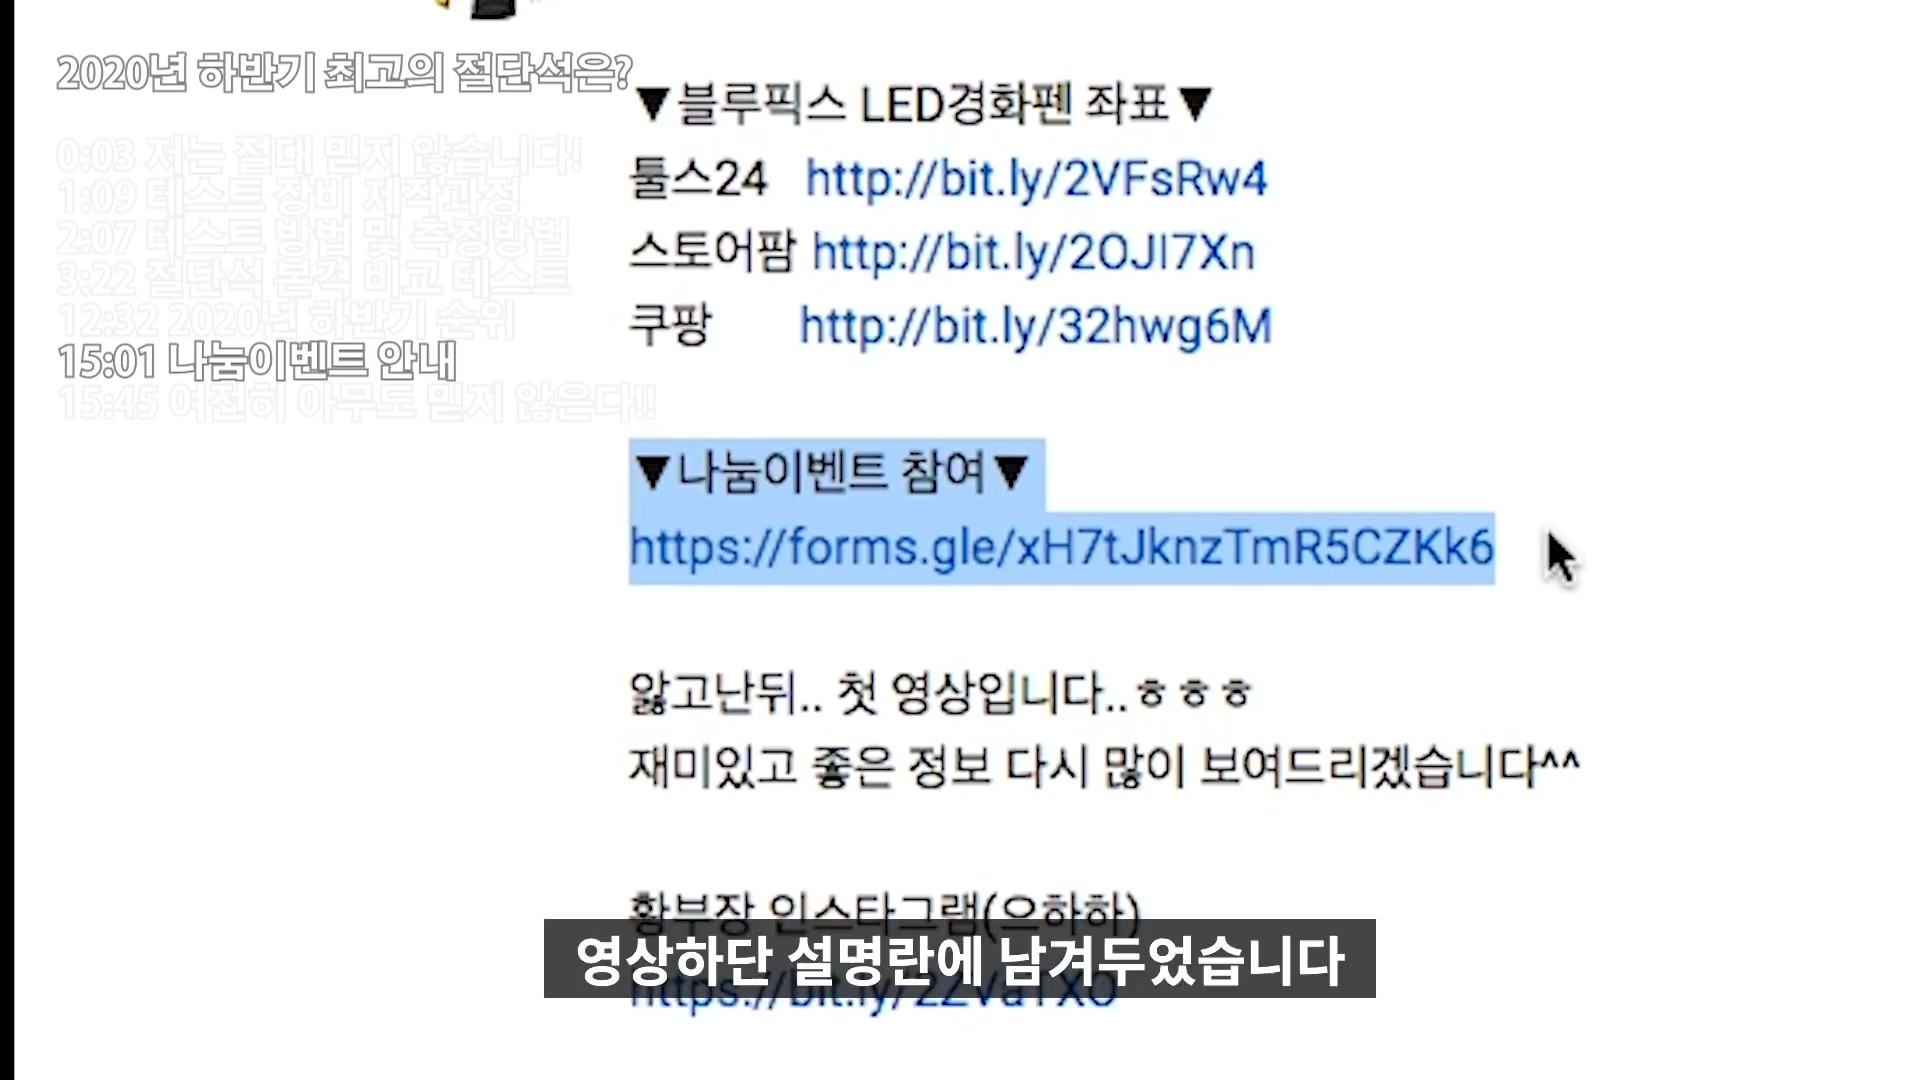 2020년 하반기 최고의 절단석은?
0:03 저는 절대 믿지 않습니다!
1:09 테스트 장비 제작과정
2:07 테스트 방법 및 측정방법
3:22 절단석 본격 비교 테스트
12:32 2020년 하반기 순위
15:01 나눔이벤트 안내
15:45 여전히 아무도 믿지 않은다!!
▼블루픽스 LED경화펜 좌표▼
툴스24 http://bit.ly/2VFsRw4
스토어팜 http://bit.ly/2OJI7Xn
쿠팡 http://bit.ly/32hwg6M
▼나눔이벤트 참여▼
https://forms.gle/xH7tJknzTmR5CZKk6
앓고난뒤.. 첫 영상입니다..ㅎㅎㅎ
재미있고 좋은 정보 다시 많이 보여드리겠습니다^^
황부장 인스타그램(으하하)
영상하단 설명란에 남겨두었습니다